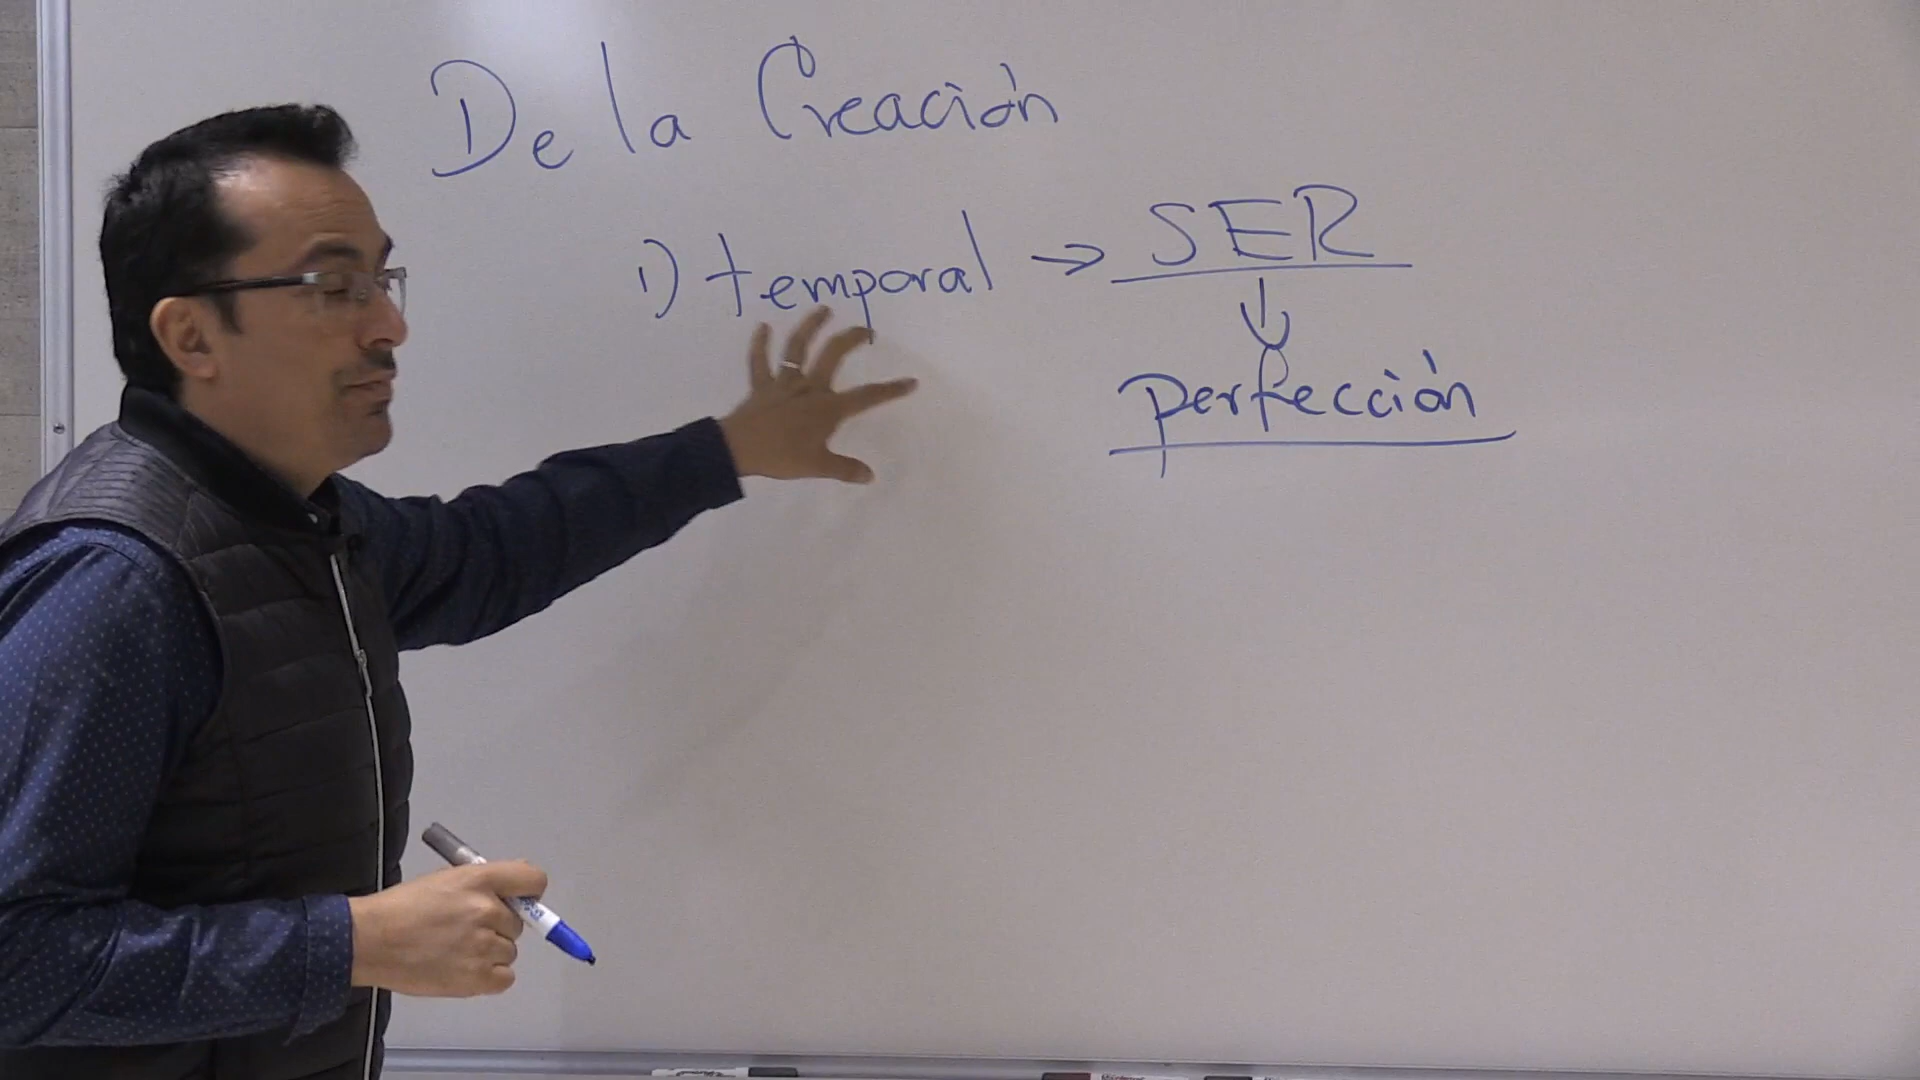 De la Creación
1) temporal → SER
↓
perfección